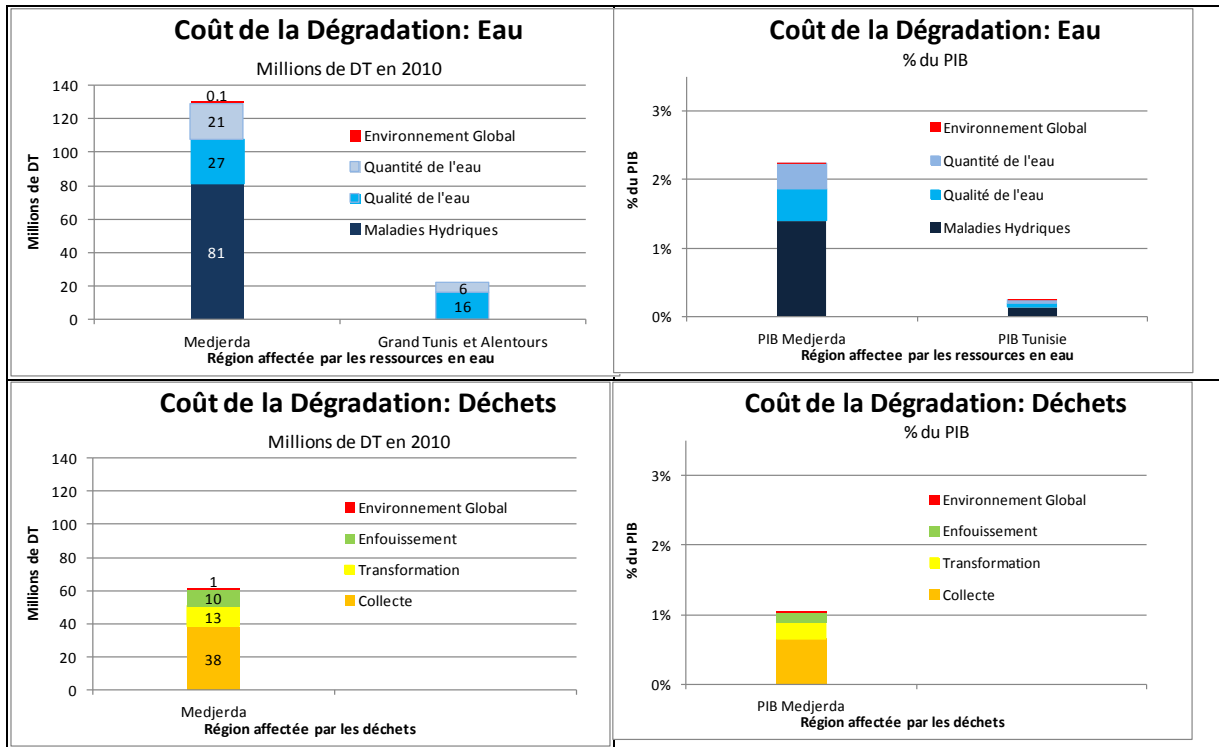 Coût de la Dégradation: Eau
Millions de DT en 2010
Millions de DT
140
120
100
80
60
40
20
0
0.1
21
27
81
6
16
Environnement Global
Quantité de l'eau
Qualité de l'eau
Maladies Hydriques
Medjerda
Grand Tunis et Alentours
Région affectée par les ressources en eau
Coût de la Dégradation: Eau
% du PIB
% du PIB
3%
2%
1%
0%
Environnement Global
Quantité de l'eau
Qualité de l'eau
Maladies Hydriques
PIB Medjerda
PIB Tunisie
Région affectee par les ressources en eau
Coût de la Dégradation: Déchets
Millions de DT en 2010
Millions de DT
140
120
100
80
60
40
20
0
1
10
13
38
Environnement Global
Enfouissement
Transformation
Collecte
Medjerda
Région affectée par les déchets
Coût de la Dégradation: Déchets
% du PIB
% du PIB
3%
2%
1%
0%
Environnement Global
Enfouissement
Transformation
Collecte
PIB Medjerda
Région affectée par les déchets